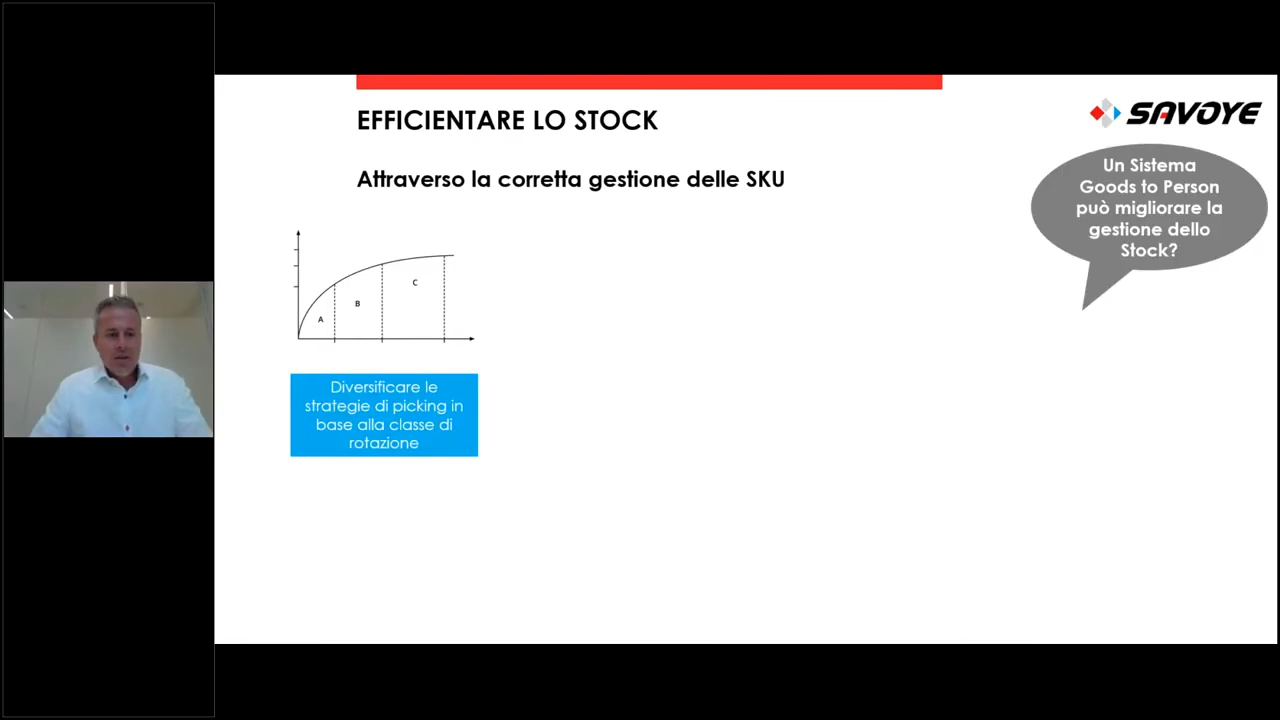 EFFICIENTARE LO STOCK
SAVOYE
Attraverso la corretta gestione delle SKU
Un Sistema
Goods to Person
può migliorare la
gestione dello
Stock?
A
B
C
Diversificare le
strategie di picking in
base alla classe di
rotazione